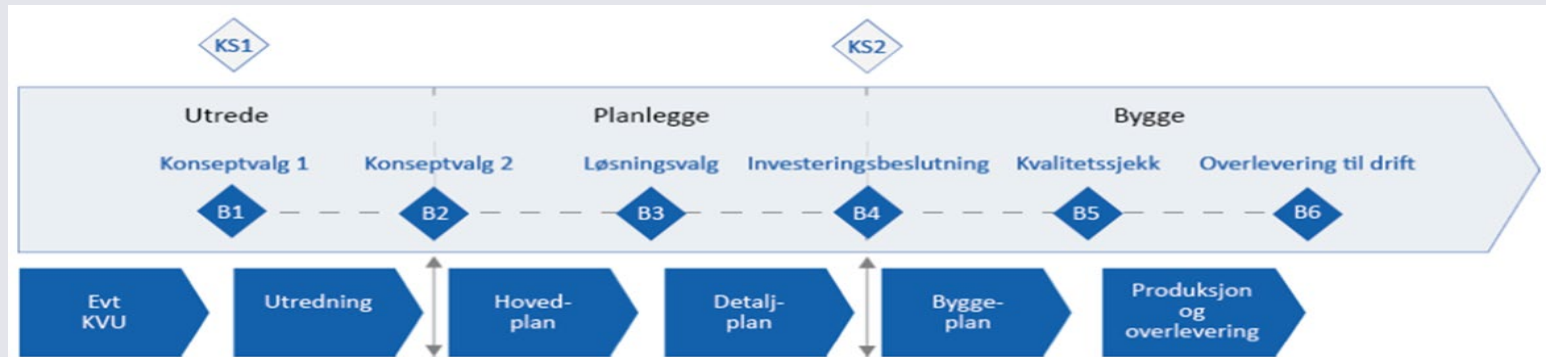 KS1
KS2
Utrede
Planlegge
Bygge
Konseptvalg 1
Konseptvalg 2
Løsningsvalg
Investeringsbeslutning
Kvalitetssjekk
Overlevering til drift
B1
B2
B3
B4
B5
B6
Evt
KVU
Utredning
Hoved-
plan
Detalj-
plan
Bygge-
plan
Produksjon
og
overlevering